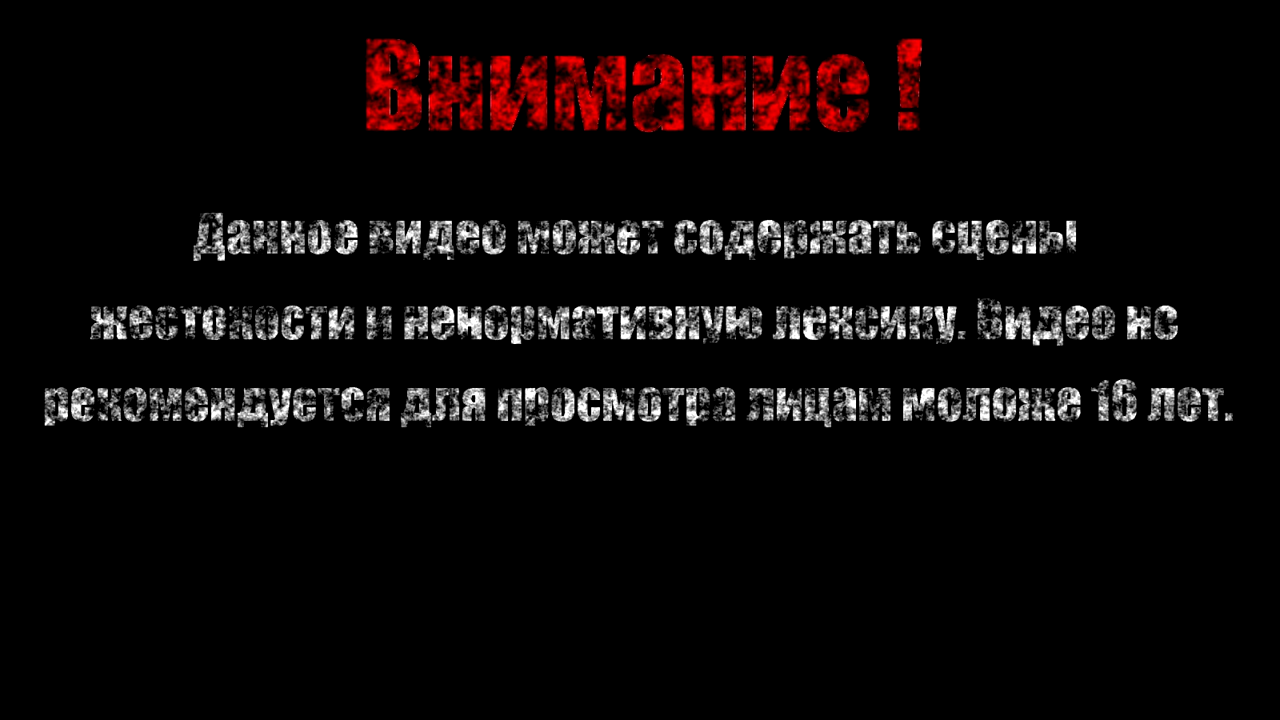 Внимание !
Данное видео может содержать сцены
жестокости и ненормативную лексику. Видео не
рекомендуется для просмотра лицам моложе 16 лет.